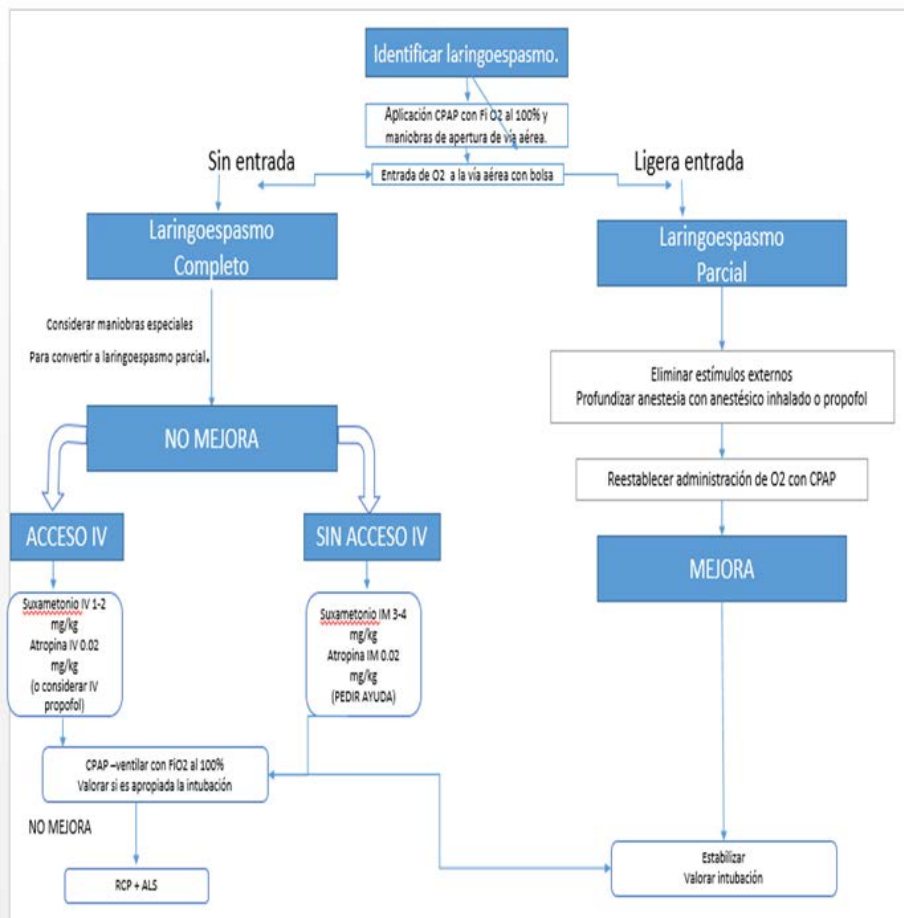 Identificar laringoespasmo.
Aplicación CPAP con Fi O2 al 100% y
maniobras de apertura de vía aérea.
Sin entrada
Ligera entrada
Entrada de O2 a la vía aérea con bolsa
Laringoespasmo
Completo
Laringoespasmo
Parcial
Considerar maniobras especiales
Para convertir a laringoespasmo parcial.
Eliminar estímulos externos
Profundizar anestesia con anestésico inhalado o propofol
NO MEJORA
Reestablecer administración de O2 con CPAP
ACCESO IV
SIN ACCESO IV
MEJORA
Suxametonio IV 1-2
mg/kg
Atropina IV 0.02
mg/kg
(o considerar IV
propofol)
Suxametonio IM 3-4
mg/kg
Atropina IM 0.02
mg/kg
(PEDIR AYUDA)
CPAP –ventilar con FiO2 al 100%
Valorar si es apropiada la intubación
NO MEJORA
RCP + ALS
Estabilizar
Valorar intubación